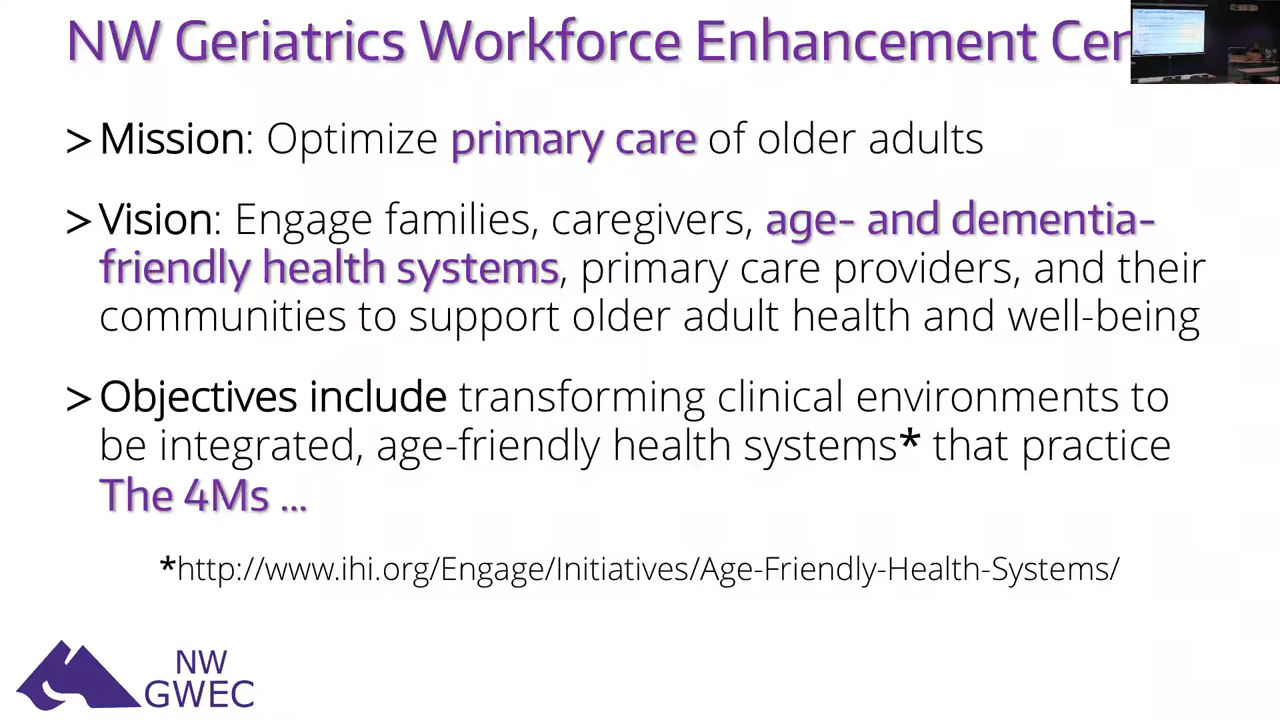 NW Geriatrics Workforce Enhancement Cen
> Mission: Optimize primary care of older adults
> Vision: Engage families, caregivers, age- and dementia-
friendly health systems, primary care providers, and their
communities to support older adult health and well-being
> Objectives include transforming clinical environments to
be integrated, age-friendly health systems* that practice
The 4Ms ...
*http://www.ihi.org/Engage/Initiatives/Age-Friendly-Health-Systems/
NW
GWEC